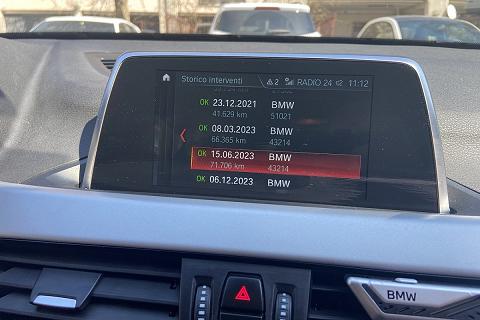 Storico interventi 2 RADIO 24 11:12
OK 23.12.2021 BMW
41.629 km 51021
OK 08.03.2023 BMW
66.365 km 43214
OK 15.06.2023 BMW
71.706 km 43214
OK 06.12.2023 BMW
BMW